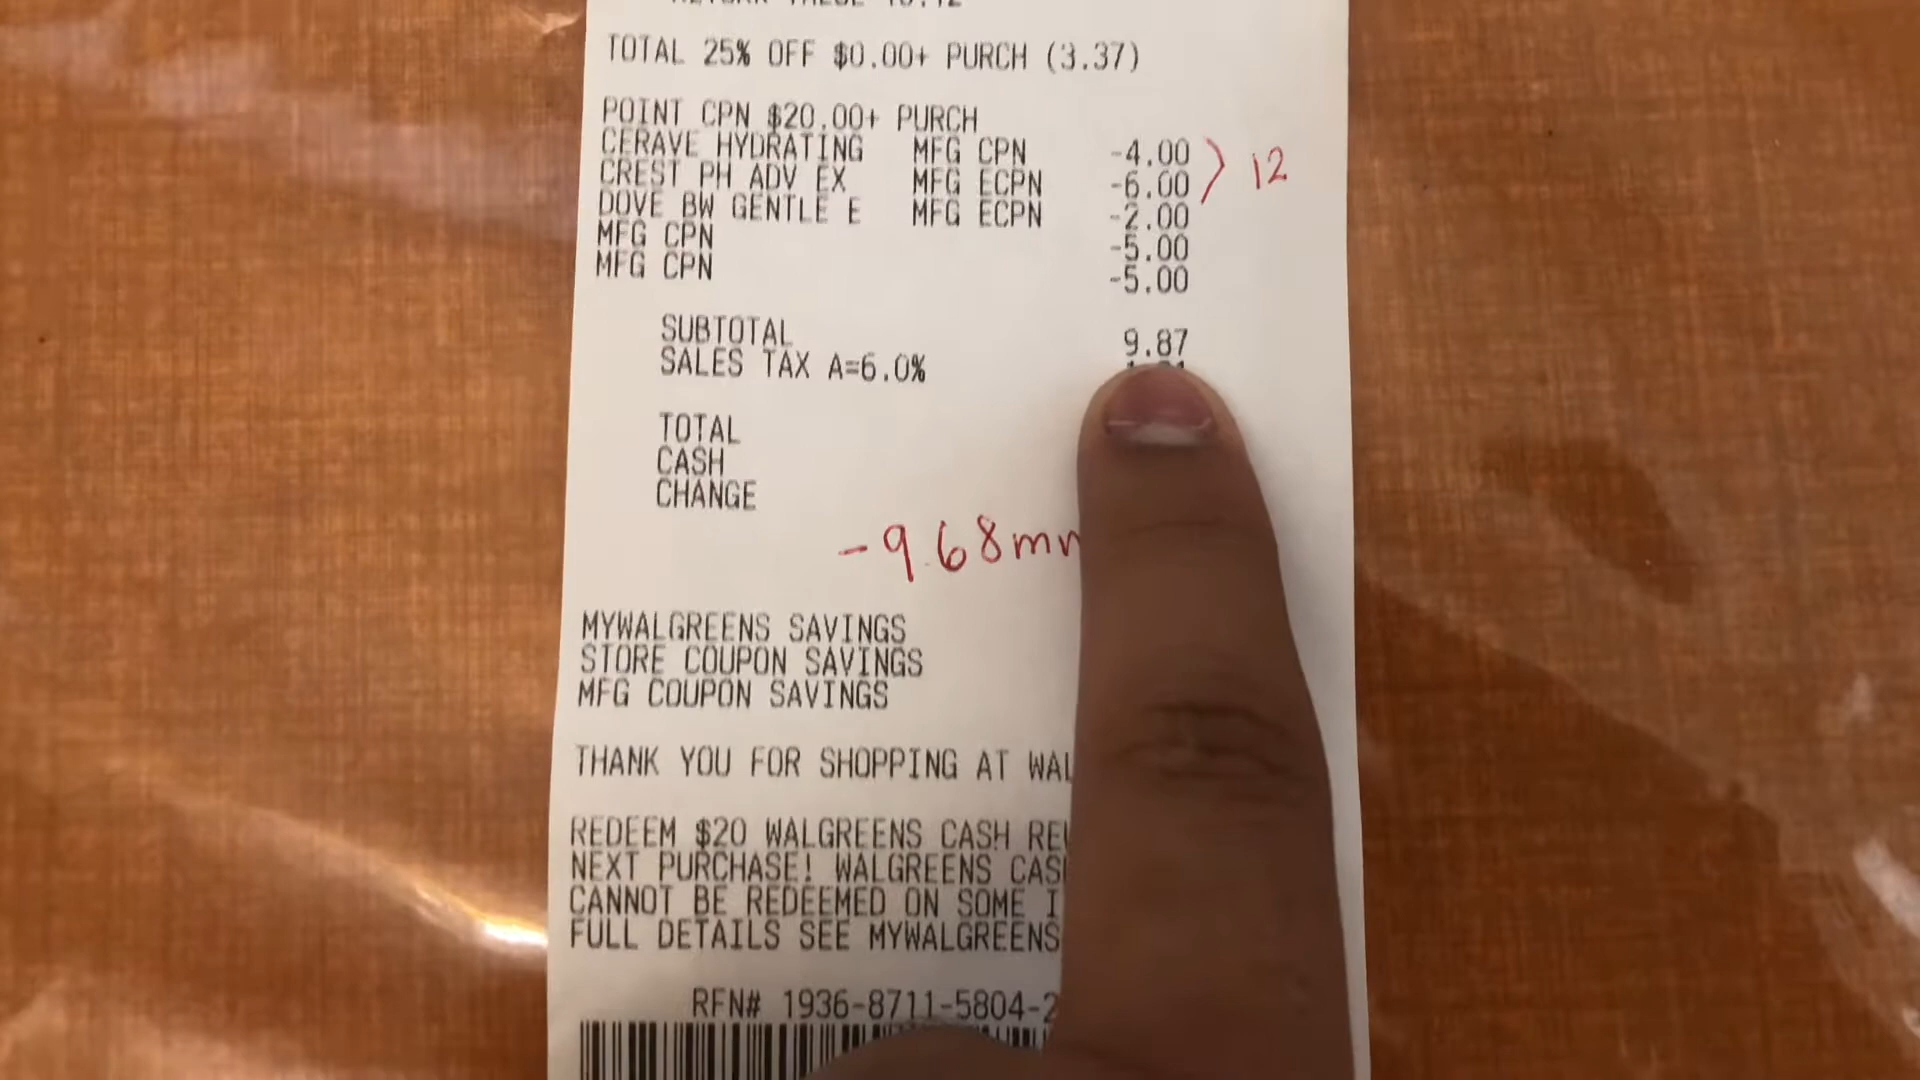 TOTAL 25% OFF $0.00+ PURCH (3.37)
POINT CPN $20.00+ PURCH
CERAVE HYDRATING MFG CPN -4.00
CREST PH ADV EX MFG ECPN -6.00 12
DOVE BW GENTLE E MFG ECPN -2.00
MFG CPN -5.00
MFG CPN -5.00
SUBTOTAL 9.87
SALES TAX A=6.0%
TOTAL
CASH
CHANGE
-9.68
MYWALGREENS SAVINGS
STORE COUPON SAVINGS
MFG COUPON SAVINGS
THANK YOU FOR SHOPPING AT
REDEEM $20 WALGREENS CASH
NEXT PURCHASE! WALGREENS
CANNOT BE REDEEMED ON SOME
FULL DETAILS SEE MYWALGREENS
RFN# 1936-8711-5804-2